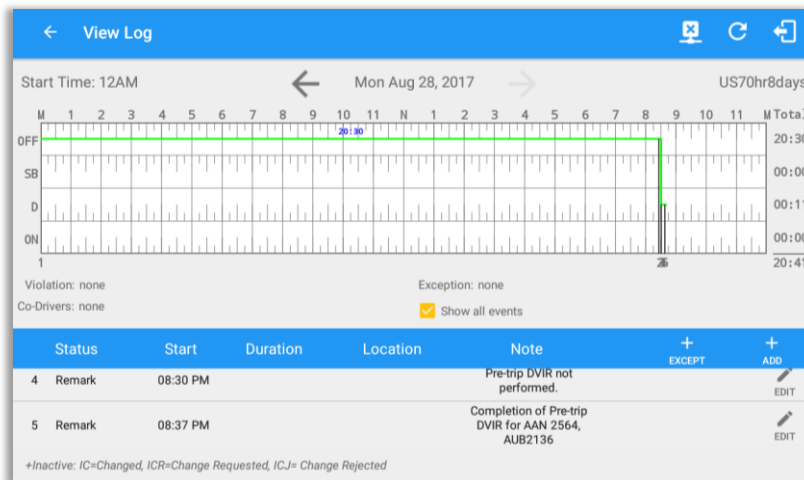 View Log
Start Time: 12AM
Mon Aug 28, 2017
US70hr8days
M 1 2 3 4 5 6 7 8 9 10 11 N 1 2 3 4 5 6 7 8 9 10 11 M Total
20:30
OFF 20:30
SB 00:00
D 00:11
ON 00:00
1 20:41
Violation: none
Exception: none
Co-Drivers: none
Show all events
Status Start Duration Location Note + EXCEPT + ADD
4 Remark 08:30 PM Pre-trip DVIR not
performed.
EDIT
5 Remark 08:37 PM Completion of Pre-trip
DVIR for AAN 2564,
AUB2136
EDIT
+Inactive: IC=Changed, ICR=Change Requested, ICJ= Change Rejected